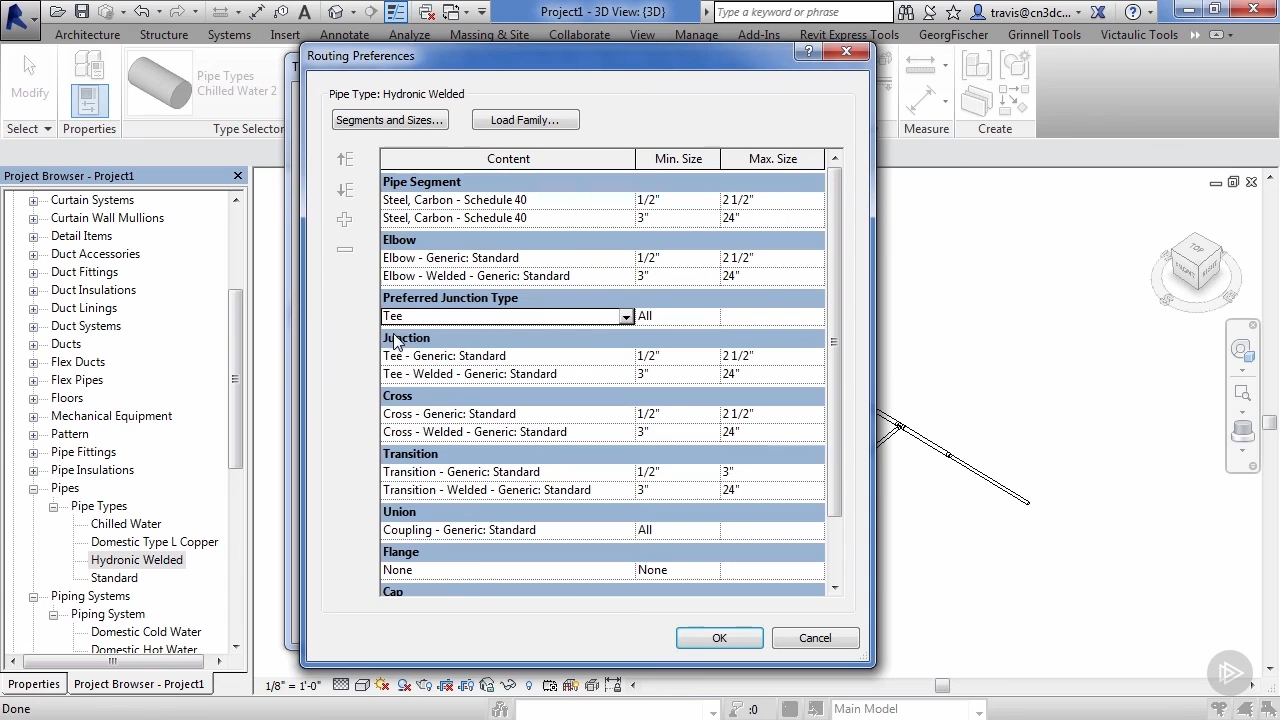 Project1 - 3D View: {3D}
Type a keyword or phrase
travis@cn3dc...
Architecture Structure Systems Insert Annotate Analyze Massing & Site Collaborate View Manage Add-Ins Revit Express Tools GeorgFischer Grinnell Tools Victaulic Tools
Modify
Pipe Types
Chilled Water 2
Select Properties Type Selector Measure Create
Routing Preferences
Pipe Type: Hydronic Welded
Segments and Sizes...
Load Family...
Content Min. Size Max. Size
Pipe Segment
Steel, Carbon - Schedule 40 1/2" 2 1/2"
Steel, Carbon - Schedule 40 3" 24"
Elbow
Elbow - Generic: Standard 1/2" 2 1/2"
Elbow - Welded - Generic: Standard 3" 24"
Preferred Junction Type
Tee All
Junction
Tee - Generic: Standard 1/2" 2 1/2"
Tee - Welded - Generic: Standard 3" 24"
Cross
Cross - Generic: Standard 1/2" 2 1/2"
Cross - Welded - Generic: Standard 3" 24"
Transition
Transition - Generic: Standard 1/2" 3"
Transition - Welded - Generic: Standard 3" 24"
Union
Coupling - Generic: Standard All
Flange
None None
Cap
OK
Cancel
Project Browser - Project1
Curtain Systems
Curtain Wall Mullions
Detail Items
Duct Accessories
Duct Fittings
Duct Insulations
Duct Linings
Duct Systems
Ducts
Flex Ducts
Flex Pipes
Floors
Mechanical Equipment
Pattern
Pipe Fittings
Pipe Insulations
Pipes
Pipe Types
Chilled Water
Domestic Type L Copper
Hydronic Welded
Standard
Piping Systems
Piping System
Domestic Cold Water
Domestic Hot Water
Properties
Project Browser - Project1
TOP
FRONT
RIGHT
1/8" = 1'-0"
Done
:0
Main Model